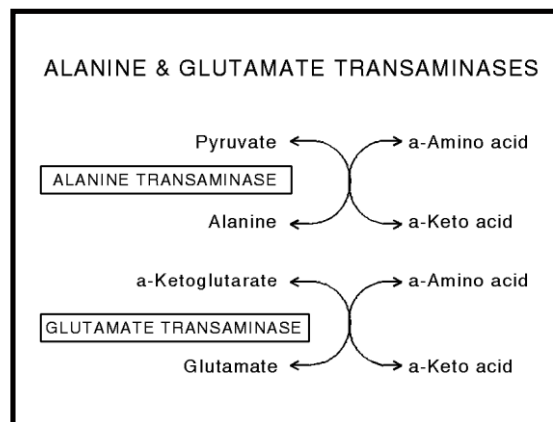 ALANINE & GLUTAMATE TRANSAMINASES
Pyruvate a-Amino acid
ALANINE TRANSAMINASE
Alanine a-Keto acid
a-Ketoglutarate a-Amino acid
GLUTAMATE TRANSAMINASE
Glutamate a-Keto acid